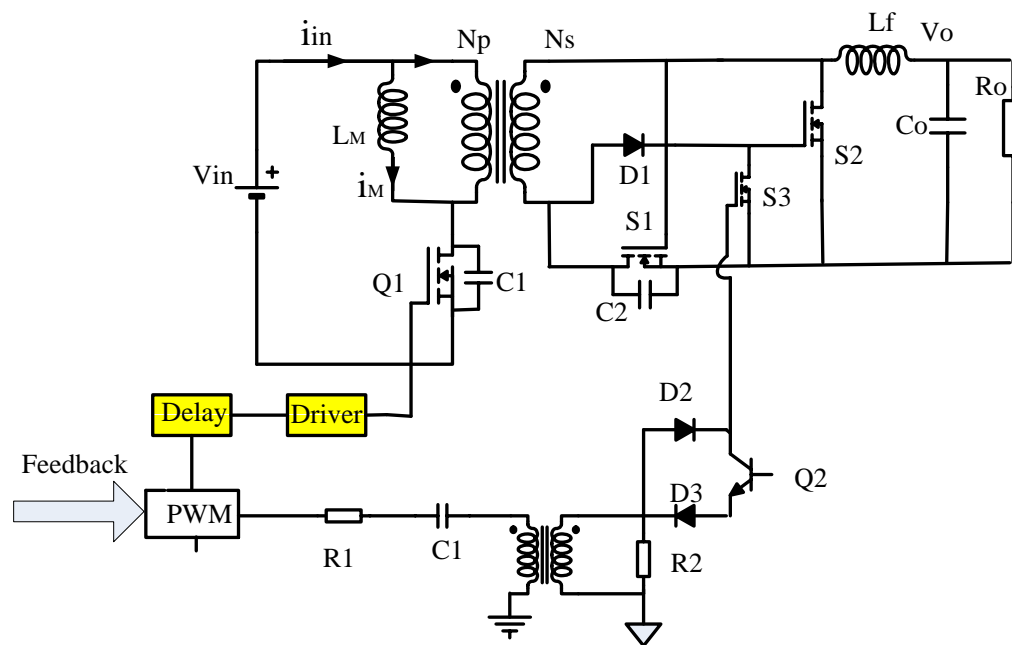 iin
Np
Ns
Lf
Vo
Ro
LM
Co
D1
S2
Vin
+
iM
S3
S1
Q1
C1
C2
Delay
Driver
D2
Feedback
Q2
D3
PWM
R1
C1
R2